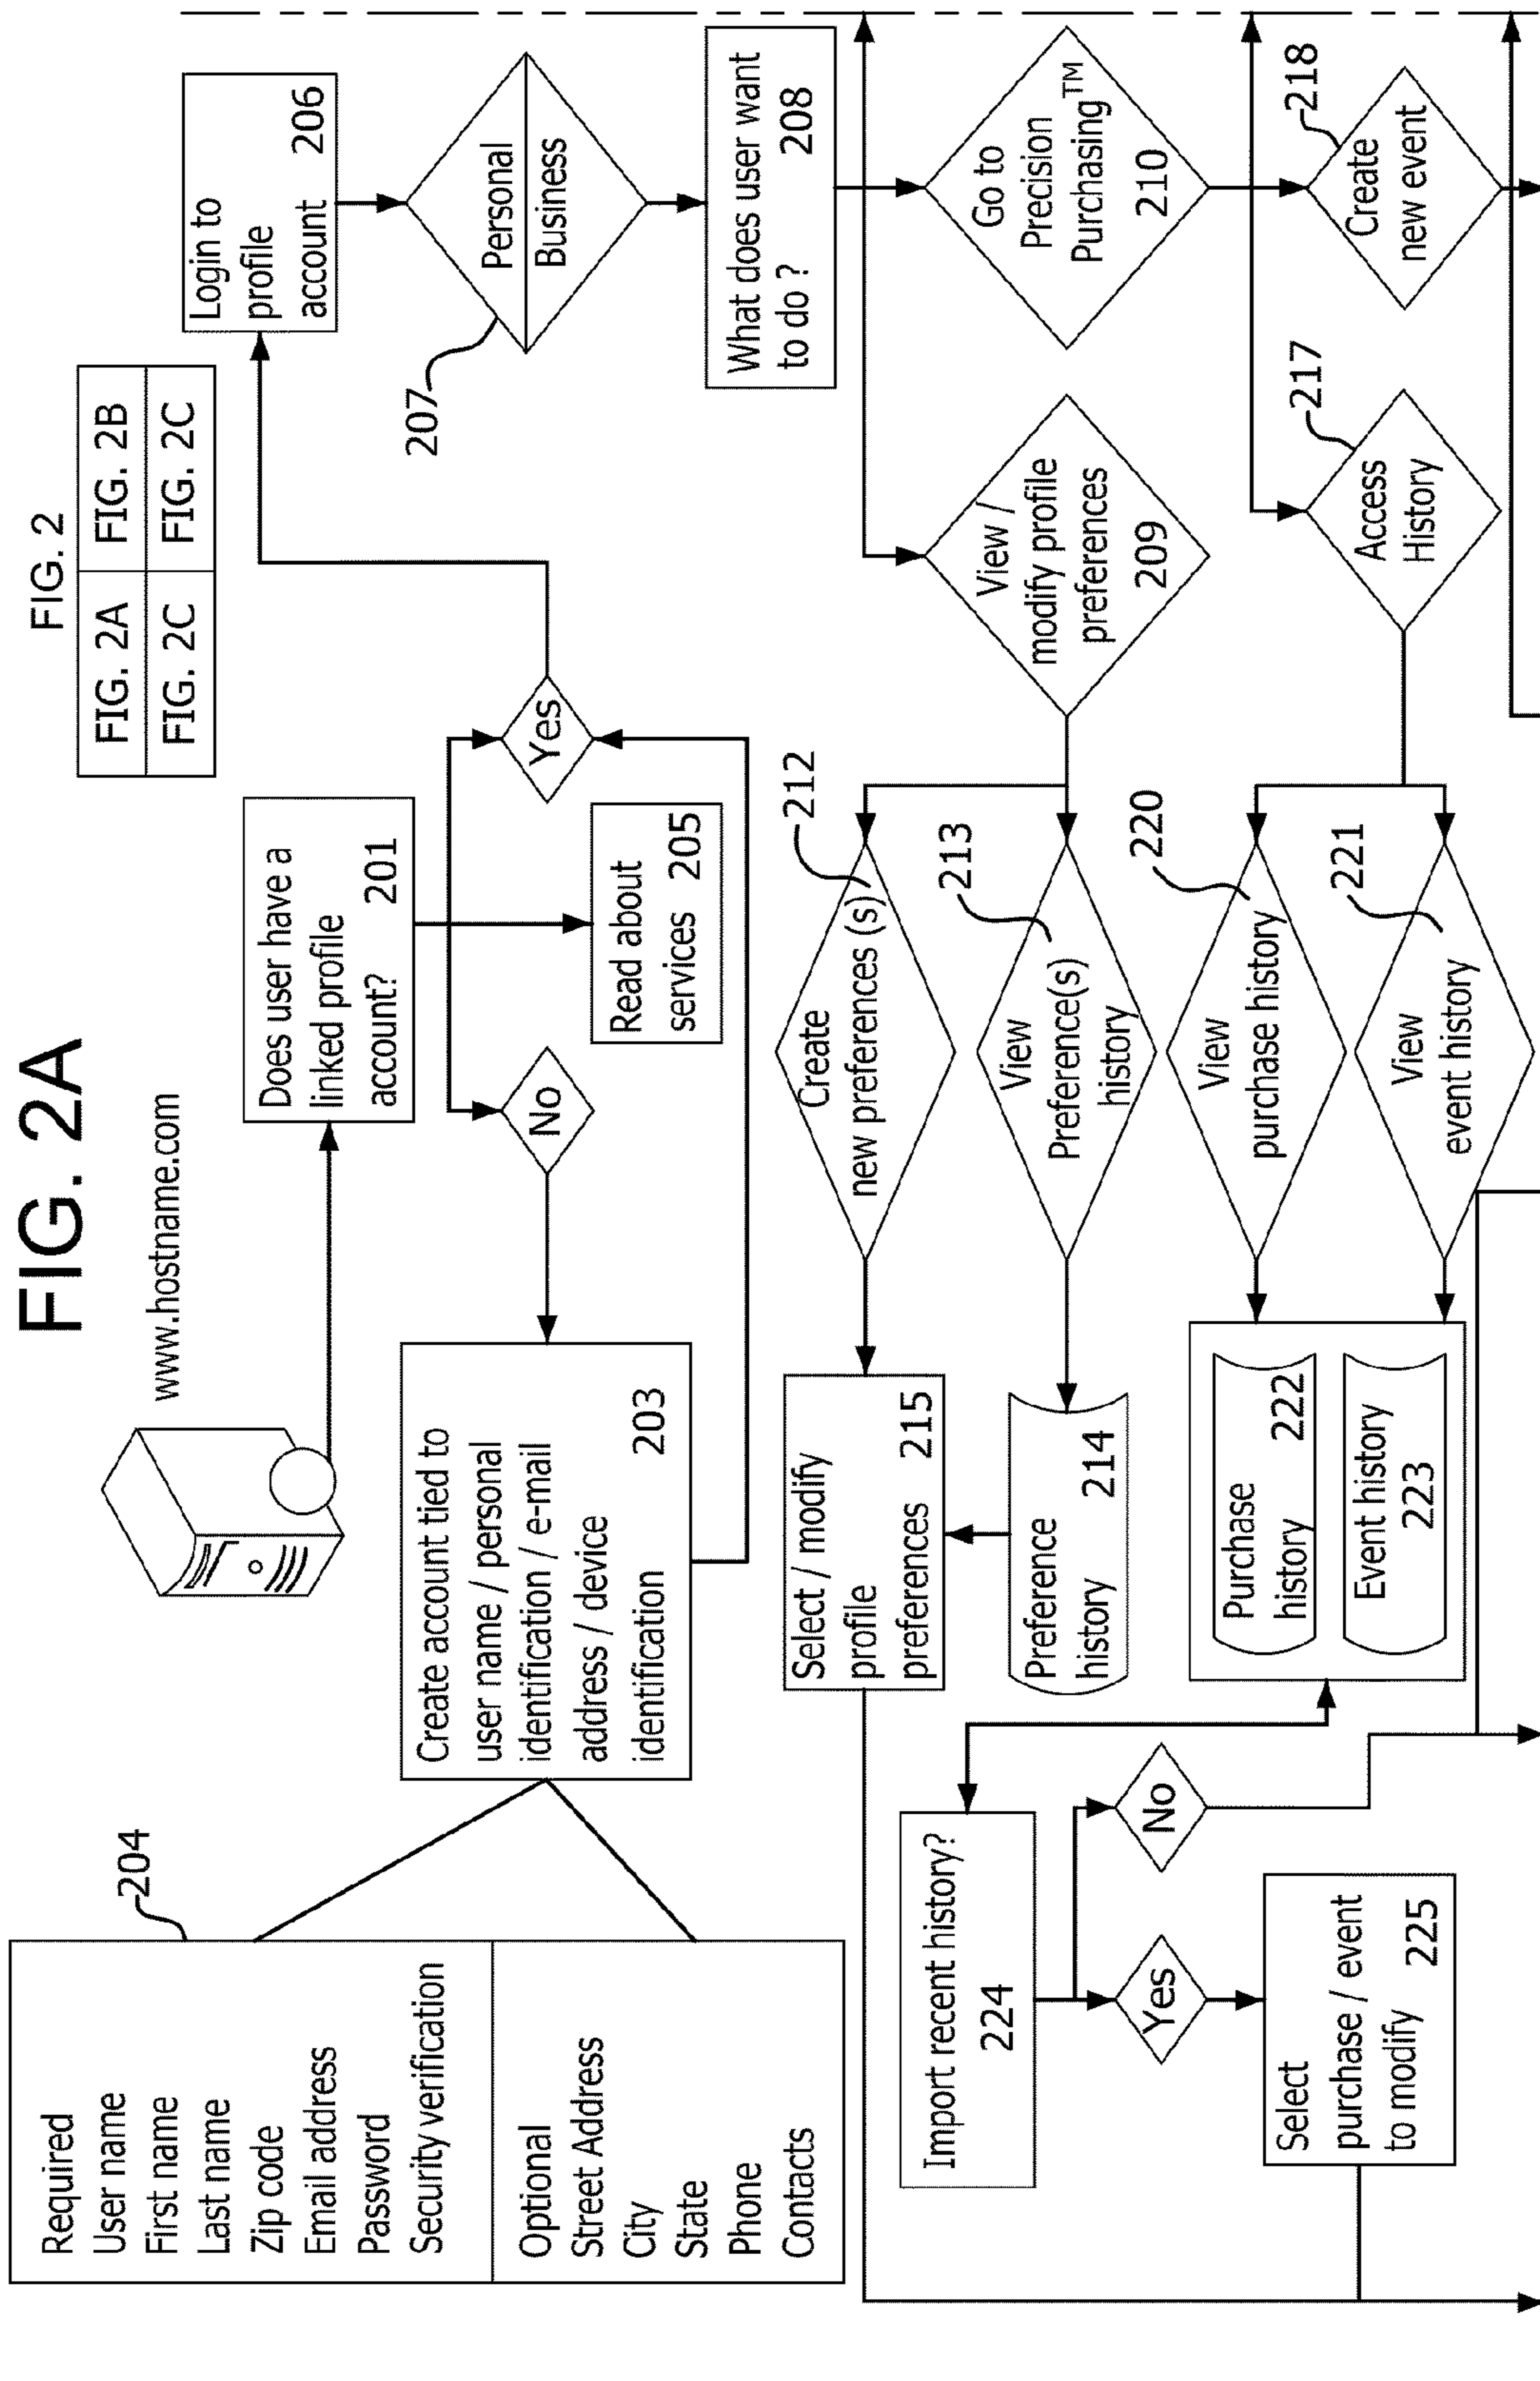 FIG. 2A
FIG. 2
FIG. 2A
FIG. 2B
FIG. 2C
FIG. 2C
www.hostname.com
204
Required
User name
First name
Last name
Zip code
Email address
Password
Security verification
Optional
Street Address
City
State
Phone
Contacts
Create account tied to
user name / personal
identification / e-mail
address / device
identification
203
Does user have a
linked profile
account?
201
No
Yes
Read about
services 205
Login to
profile
account
206
207
Personal
Business
What does user want
to do ?
208
Go to
Precision
Purchasing™
210
View /
modify profile
preferences
209
212
Create
new preferences (s)
213
View
Preference(s)
history
Select / modify
profile
preferences
215
Preference
history
214
218
Create
new event
217
Access
History
220
View
purchase history
221
View
event history
Purchase
history
222
Event history
223
Import recent history?
224
No
Yes
Select
purchase / event
to modify
225